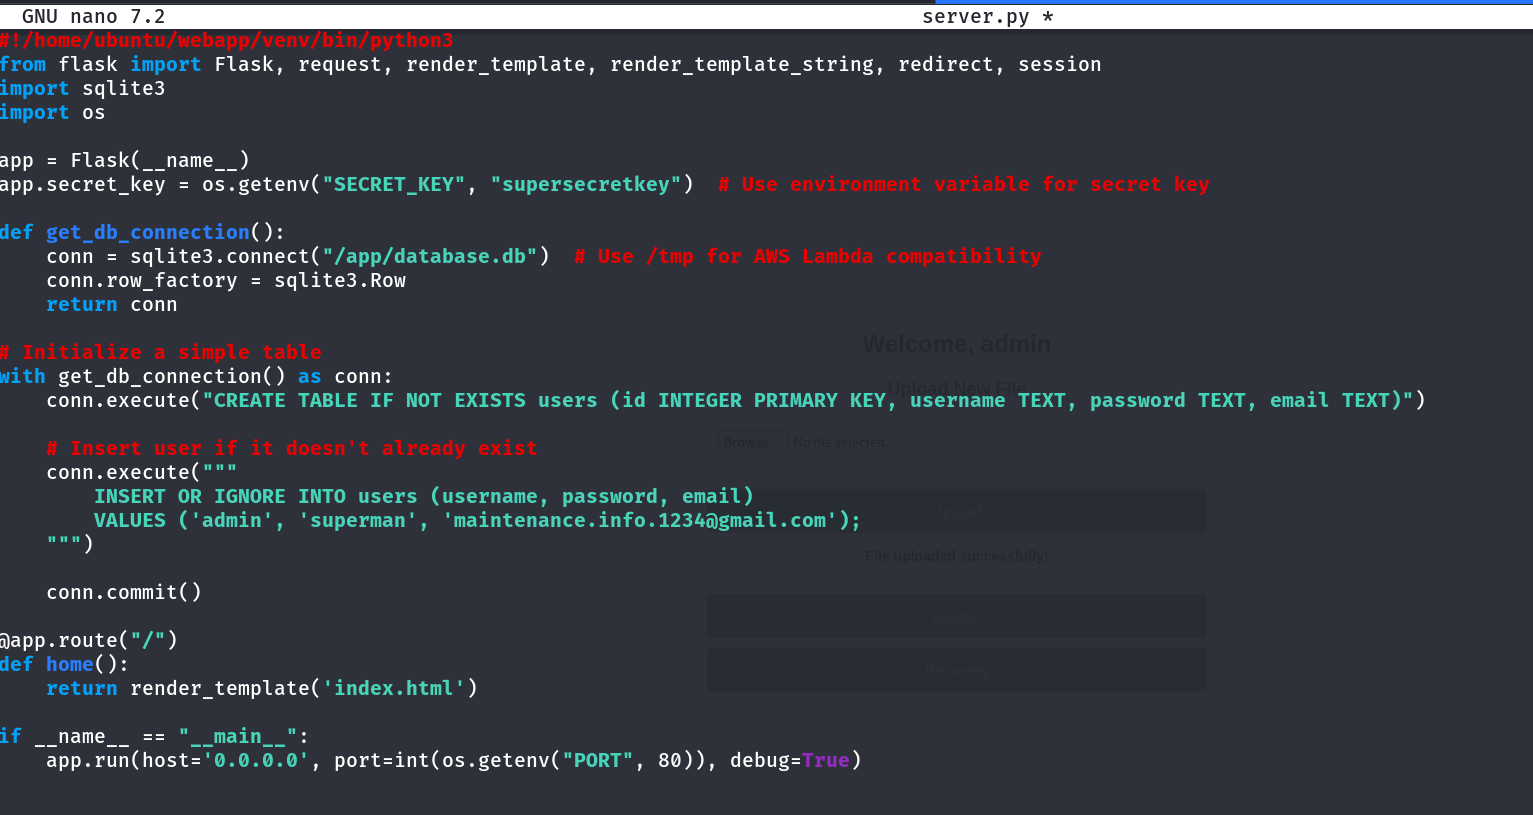 GNU nano 7.2 server.py *
#!/home/ubuntu/webapp/venv/bin/python3
from flask import Flask, request, render_template, render_template_string, redirect, session
import sqlite3
import os

app = Flask(__name__)
app.secret_key = os.getenv("SECRET_KEY", "supersecretkey")  # Use environment variable for secret key

def get_db_connection():
    conn = sqlite3.connect("/app/database.db")  # Use /tmp for AWS Lambda compatibility
    conn.row_factory = sqlite3.Row
    return conn

# Initialize a simple table
with get_db_connection() as conn:
    conn.execute("CREATE TABLE IF NOT EXISTS users (id INTEGER PRIMARY KEY, username TEXT, password TEXT, email TEXT)")

    # Insert user if it doesn't already exist
    conn.execute("""
        INSERT OR IGNORE INTO users (username, password, email)
        VALUES ('admin', 'superman', 'maintenance.info.1234@gmail.com');
    """)

    conn.commit()

@app.route("/")
def home():
    return render_template('index.html')

if __name__ == "__main__":
    app.run(host='0.0.0.0', port=int(os.getenv("PORT", 80)), debug=True)

Welcome, admin
Upload New File
Browse... No file selected.
Upload
File uploaded successfully!
Logout
Recovery